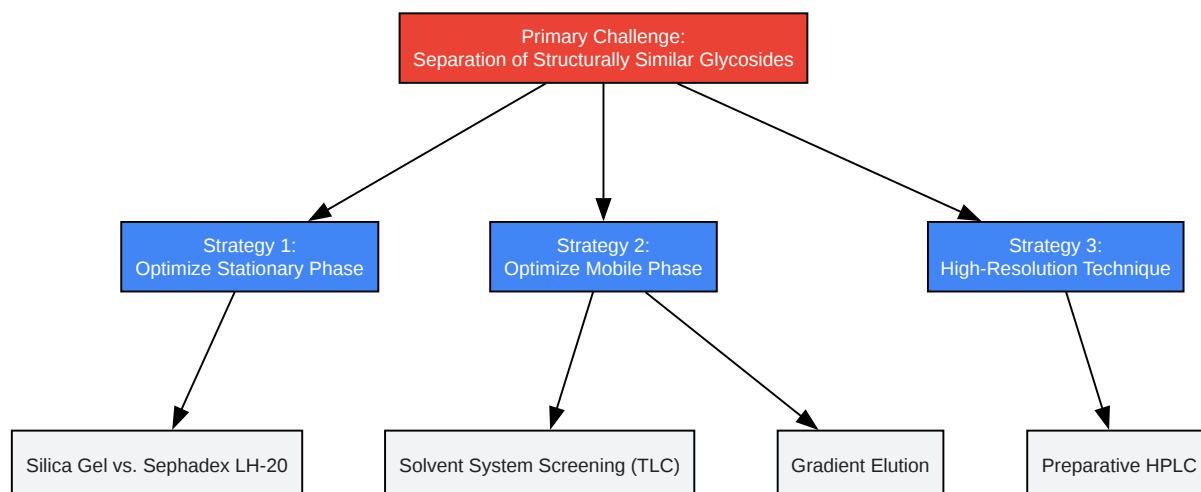 Primary Challenge:
Separation of Structurally Similar Glycosides
Strategy 1:
Optimize Stationary Phase
Strategy 2:
Optimize Mobile Phase
Strategy 3:
High-Resolution Technique
Silica Gel vs. Sephadex LH-20
Solvent System Screening (TLC)
Gradient Elution
Preparative HPLC